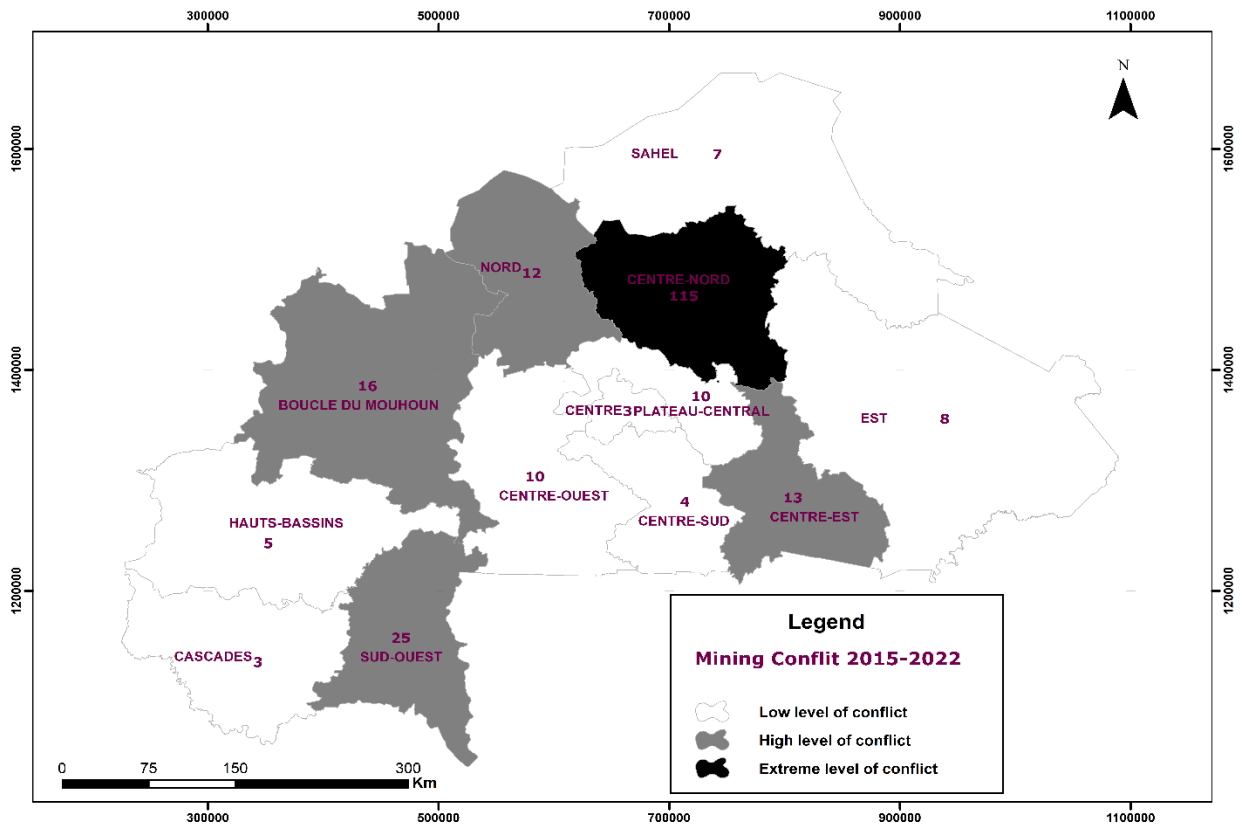 300000 500000 700000 900000 1100000
N
1600000 1600000
SAHEL 7
NORD 12
CENTRE-NORD
115
1400000 1400000
16
BOUCLE DU MOUHOUN
10
CENTRE 3 PLATEAU-CENTRAL
EST 8
10
CENTRE-OUEST
4
CENTRE-SUD
13
CENTRE-EST
HAUTS-BASSINS
5
1200000 1200000
25
SUD-OUEST
CASCADES 3
Legend
Mining Conflit 2015-2022
Low level of conflict
High level of conflict
Extreme level of conflict
0 75 150 300
Km
300000 500000 700000 900000 1100000